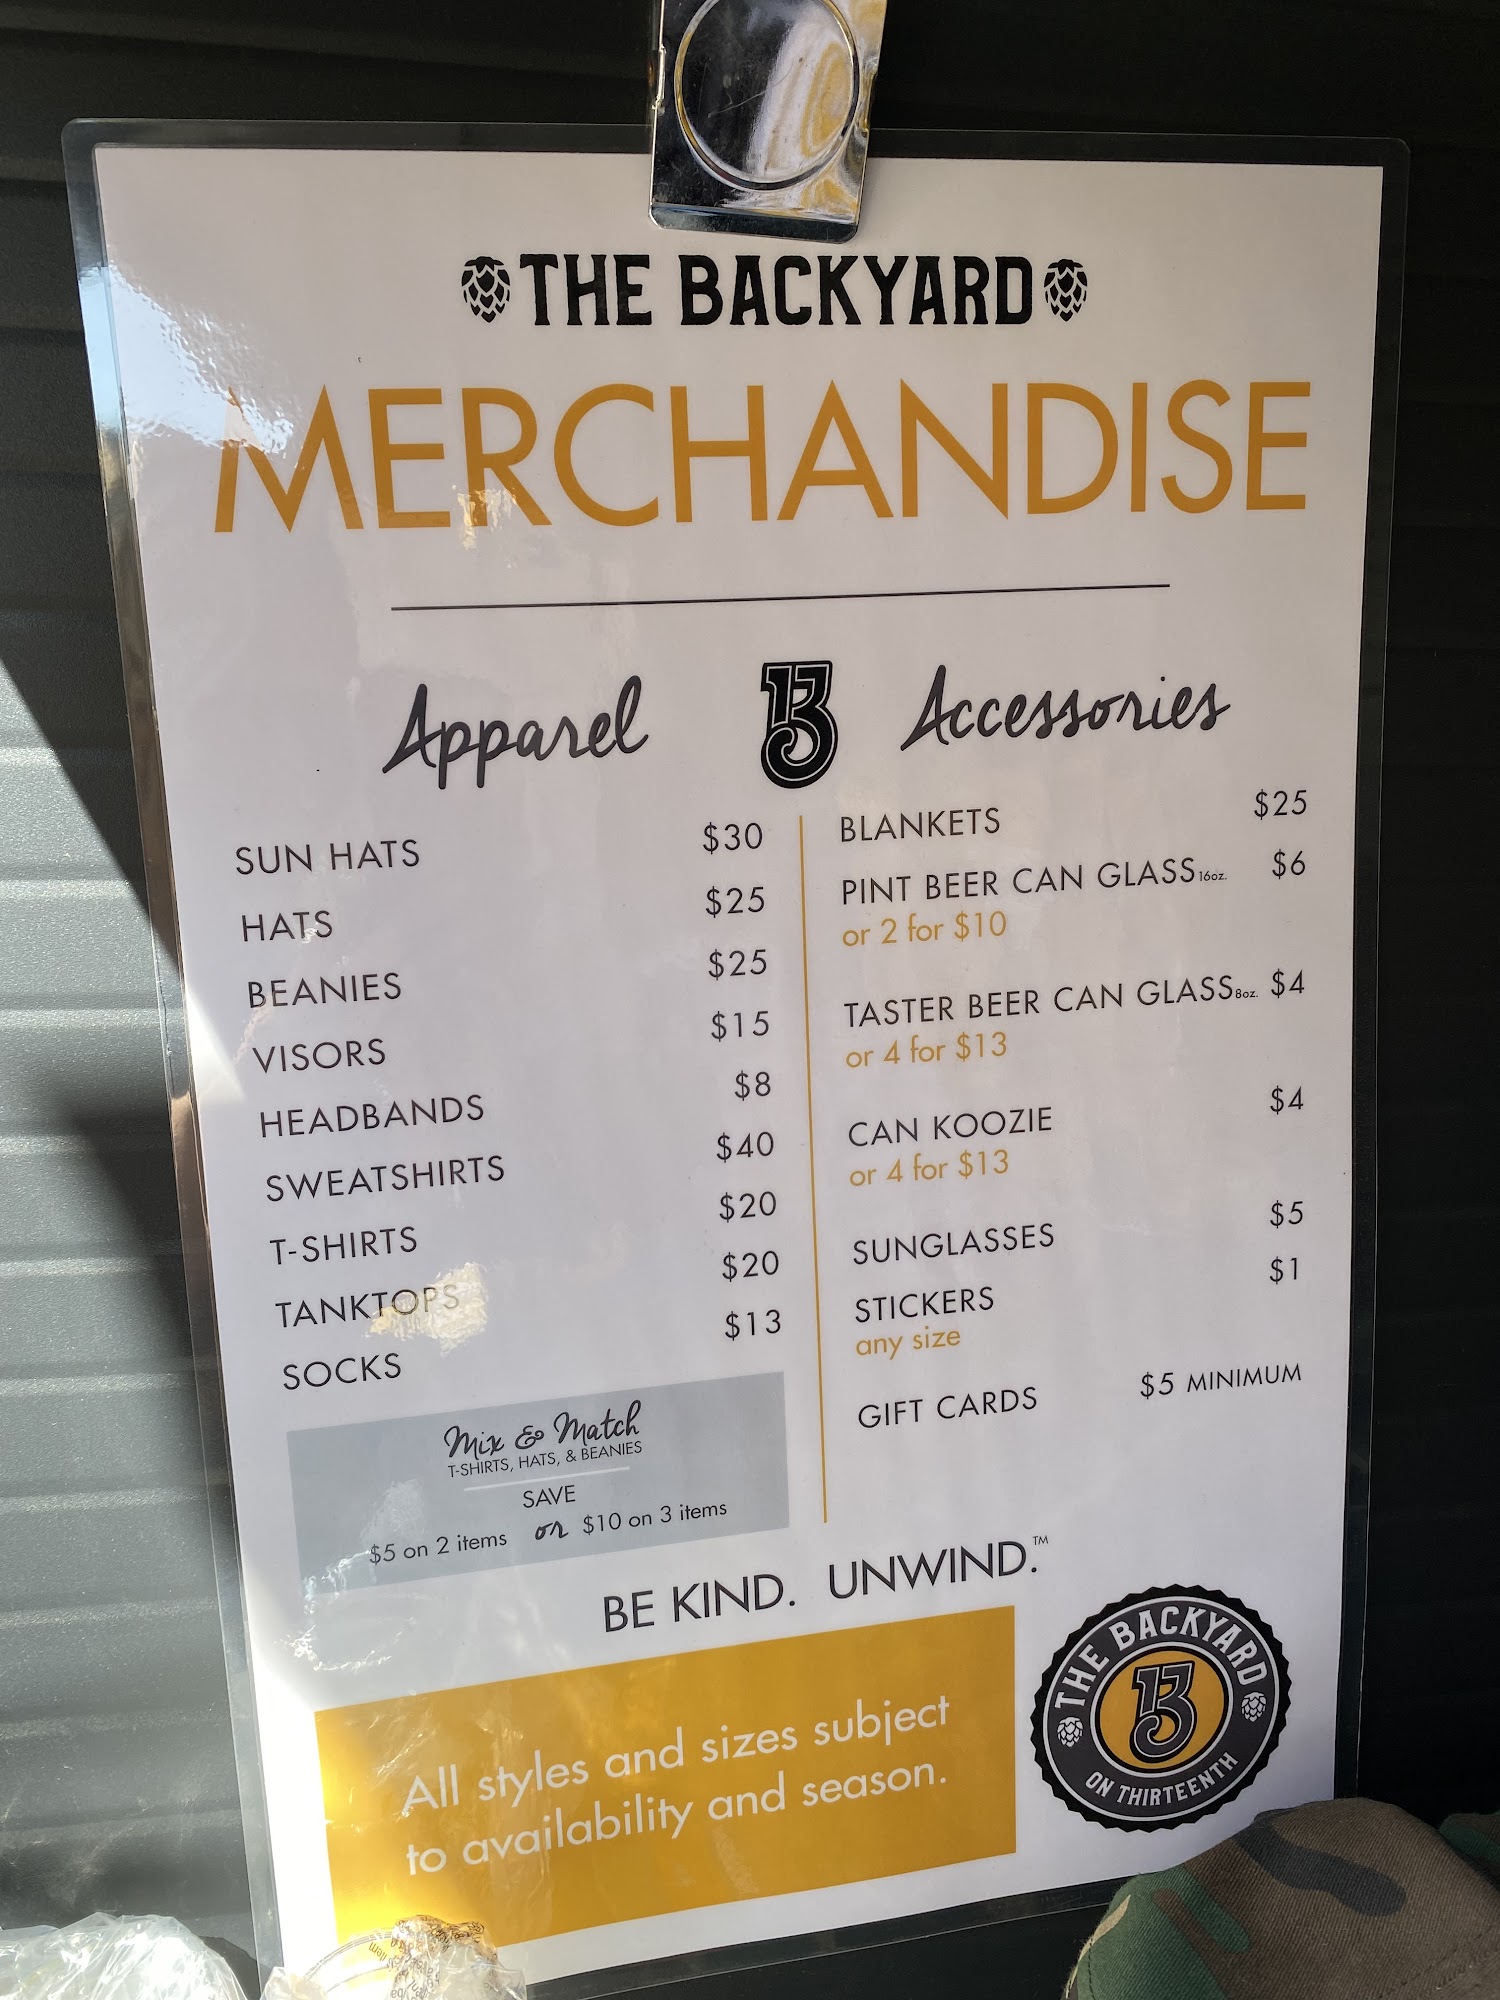 THE BACKYARD
MERCHANDISE
Apparel
13
Accessories
SUN HATS $30
HATS $25
BEANIES $25
VISORS $15
HEADBANDS $8
SWEATSHIRTS $40
T-SHIRTS $20
TANKTOPS $20
SOCKS $13
Mix & Match
T-SHIRTS, HATS, & BEANIES
SAVE
$5 on 2 items or $10 on 3 items
BLANKETS $25
PINT BEER CAN GLASS 16oz. $6
or 2 for $10
TASTER BEER CAN GLASS 8oz. $4
or 4 for $13
CAN KOOZIE $4
or 4 for $13
SUNGLASSES $5
STICKERS $1
any size
GIFT CARDS $5 MINIMUM
BE KIND. UNWIND.™
All styles and sizes subject
to availability and season.
THE BACKYARD
13
ON THIRTEENTH